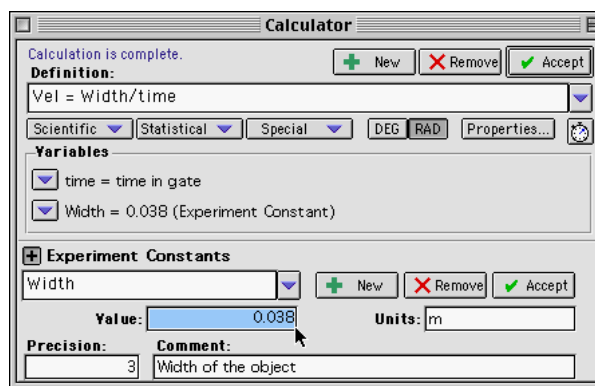 Calculator
Calculation is complete.
New Remove Accept
Definition:
Vel = Width/time
Scientific Statistical Special DEG RAD Properties...
Variables
time = time in gate
Width = 0.038 (Experiment Constant)
Experiment Constants
Width New Remove Accept
Value: 0.038 Units: m
Precision: Comment:
3 Width of the object